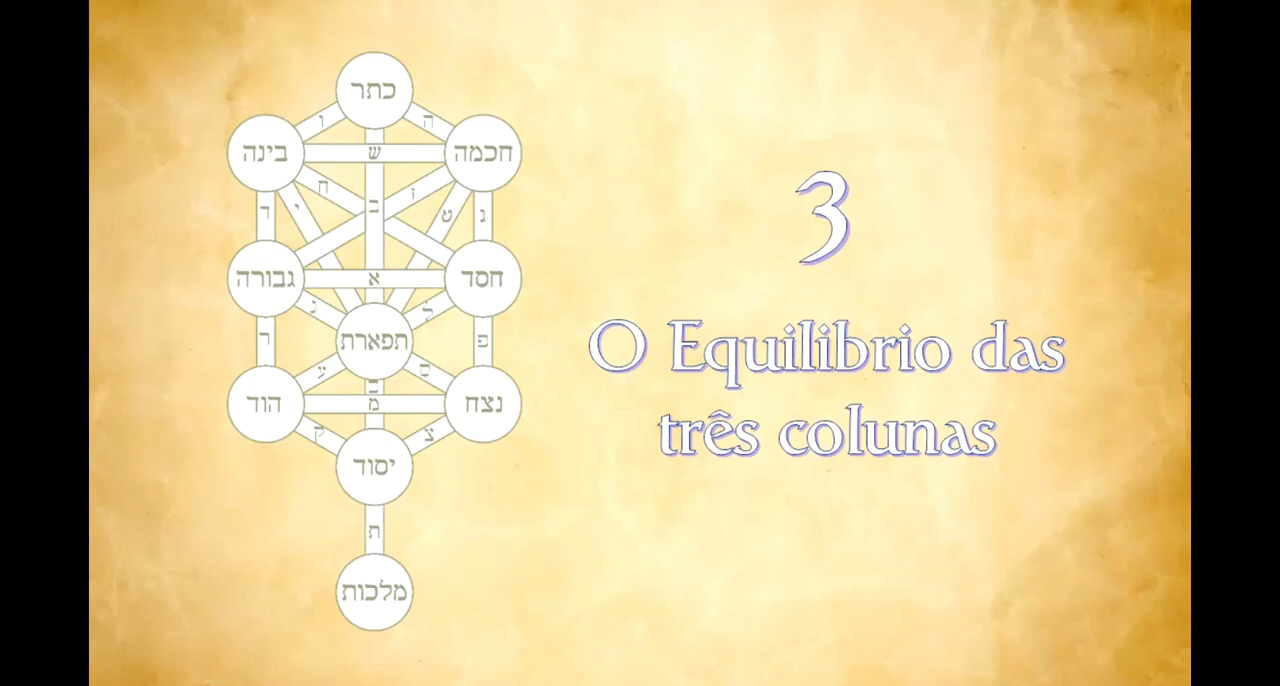 כתר
ו ה
בינה ש חכמה
ח ז
ד י ב ט ג
גבורה א חסד
נ ל
ר תפארת פ
ע ס
כ
הוד מ נצח
ק צ
יסוד
ת
מלכות
3
O Equilibrio das
três colunas